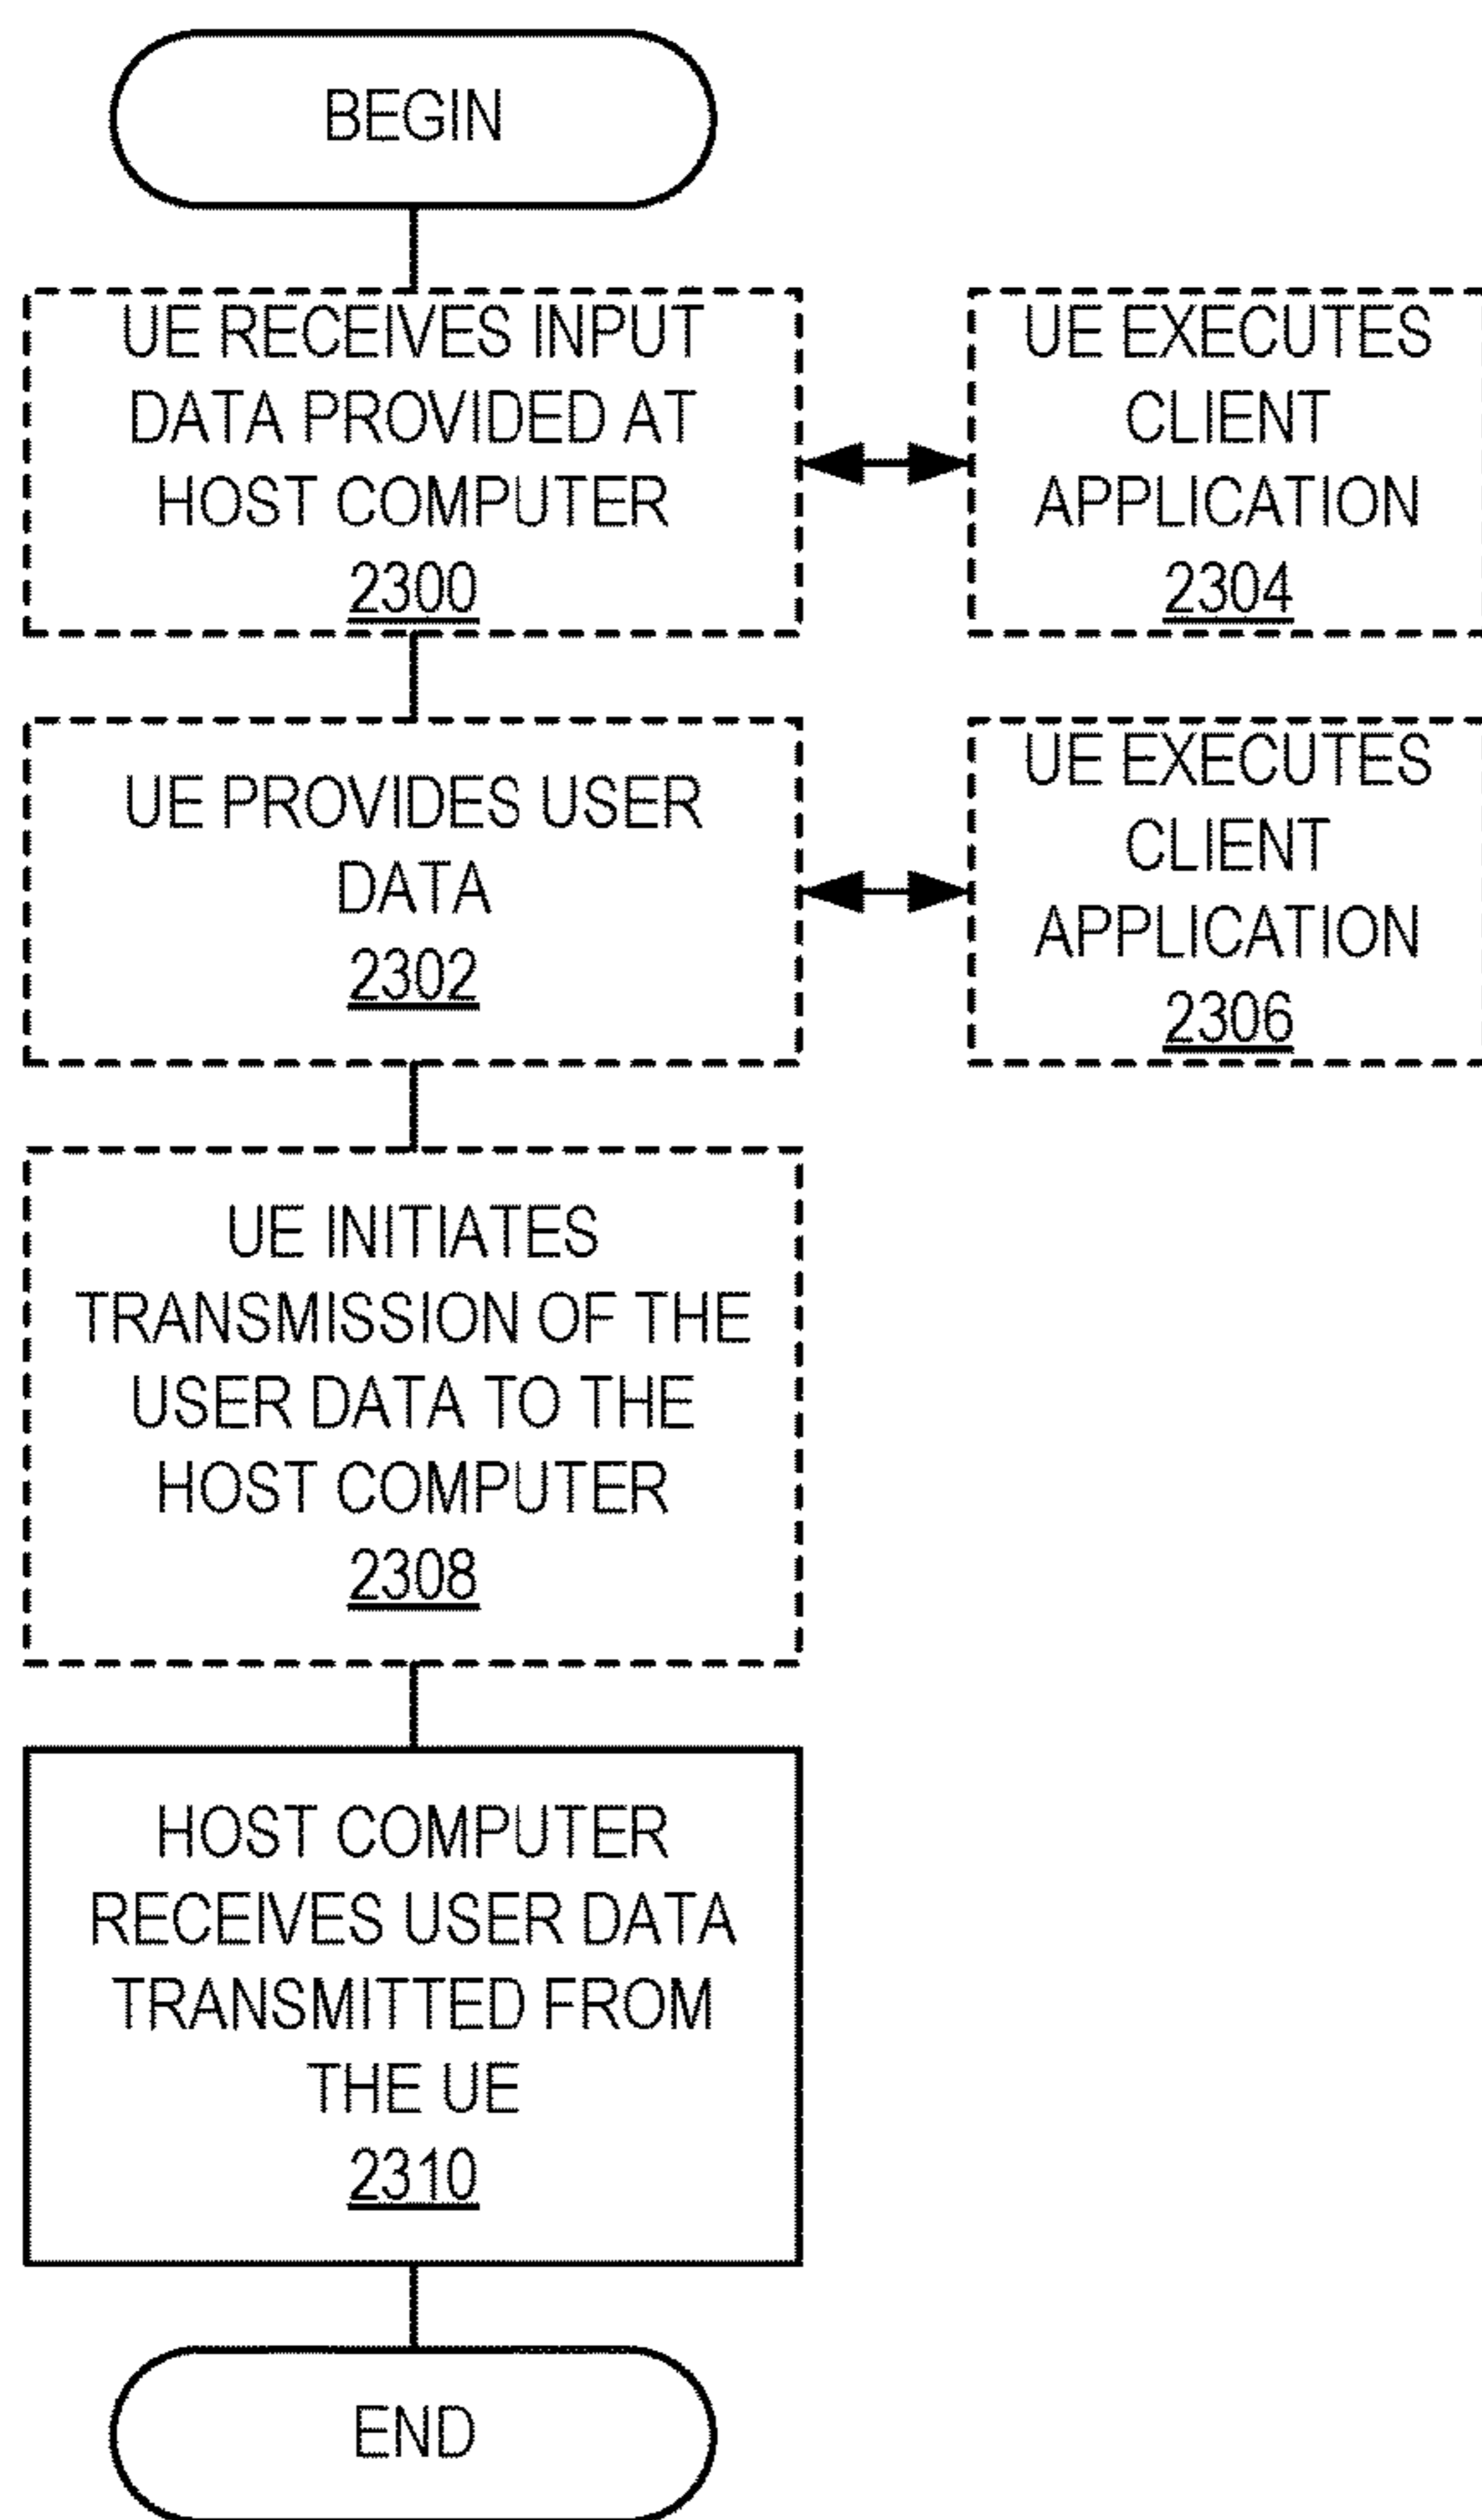 BEGIN
UE RECEIVES INPUT
DATA PROVIDED AT
HOST COMPUTER
2300
UE EXECUTES
CLIENT
APPLICATION
2304
UE PROVIDES USER
DATA
2302
UE EXECUTES
CLIENT
APPLICATION
2306
UE INITIATES
TRANSMISSION OF THE
USER DATA TO THE
HOST COMPUTER
2308
HOST COMPUTER
RECEIVES USER DATA
TRANSMITTED FROM
THE UE
2310
END